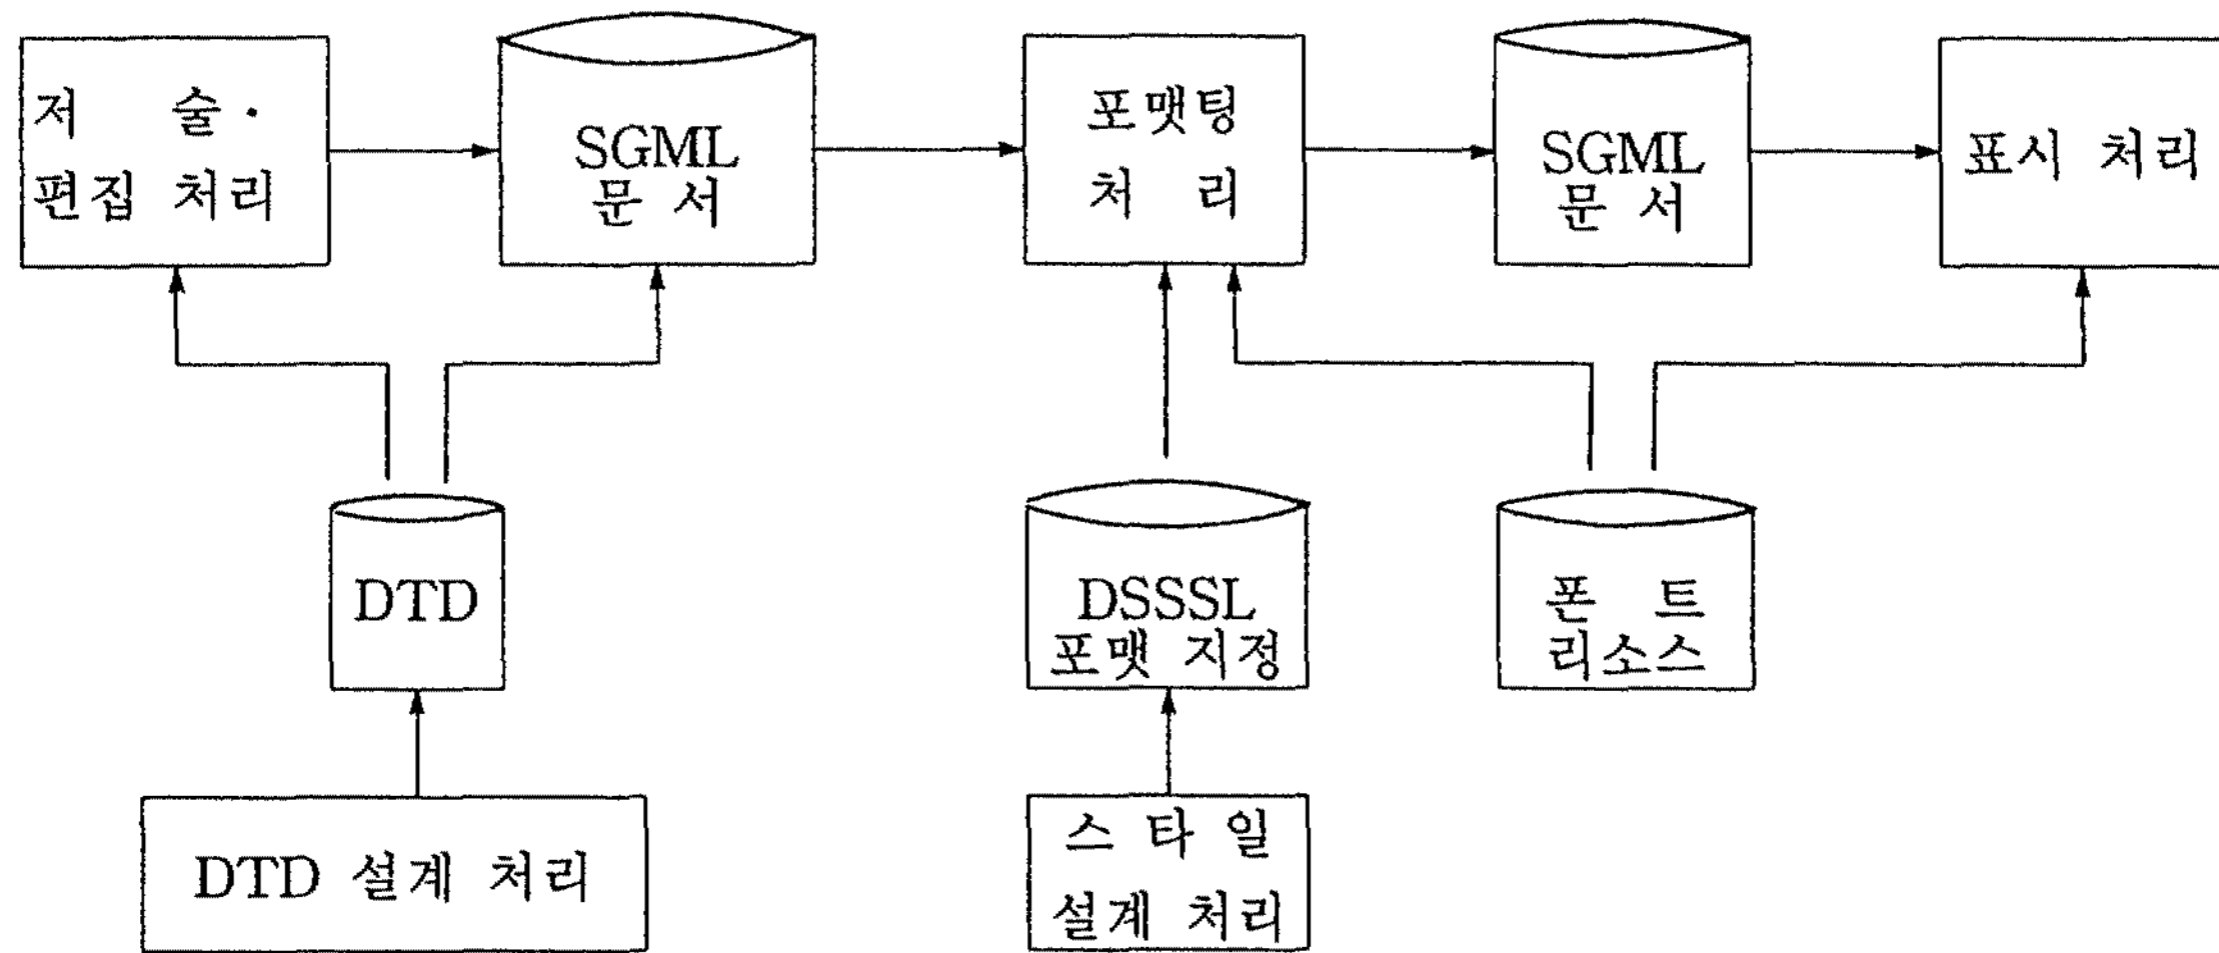 저 술·
편집 처리
SGML
문 서
포맷팅
처 리
SGML
문 서
표시 처리
DTD
DSSSL
포맷 지정
폰 트
리소스
DTD 설계 처리
스 타 일
설계 처리